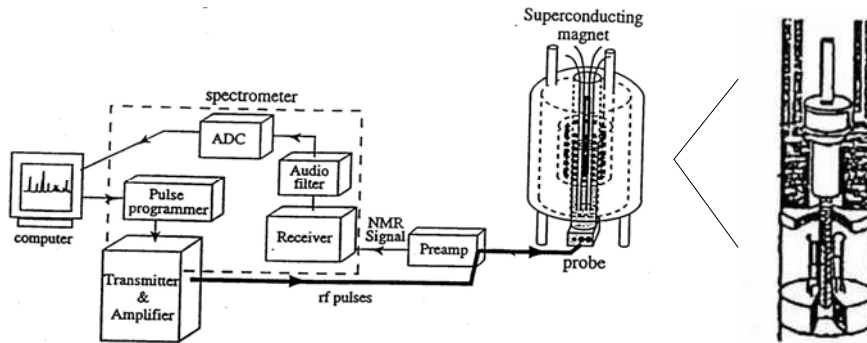 Superconducting
magnet
spectrometer
ADC
Audio
filter
Pulse
programmer
computer
Receiver
NMR
Signal
Preamp
probe
Transmitter
&
Amplifier
rf pulses